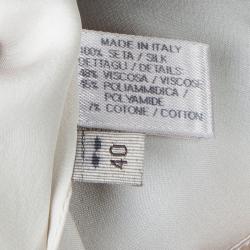 MADE IN ITALY
100% SETA / SILK
DETTAGLI / DETAILS:
48% VISCOSA / VISCOSE
45% POLIAMMIDICA /
POLYAMIDE
7% COTONE / COTTON
40